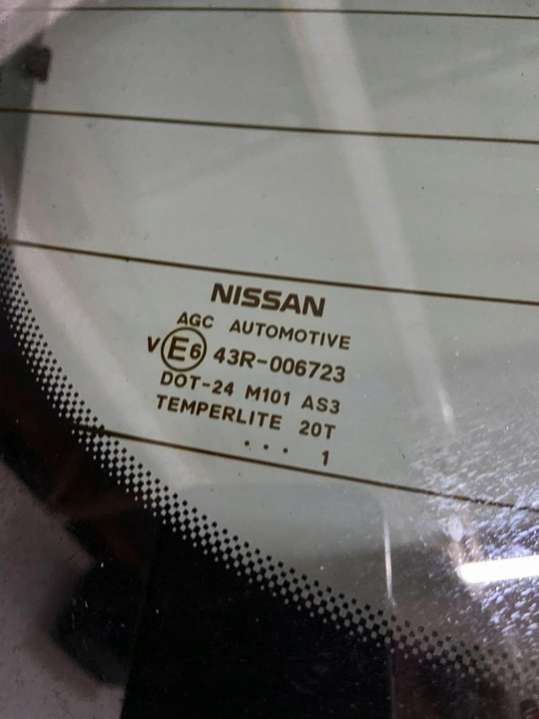 NISSAN
AGC AUTOMOTIVE
V E6 43R-006723
DOT-24 M101 AS3
TEMPERLITE 20T
... 1